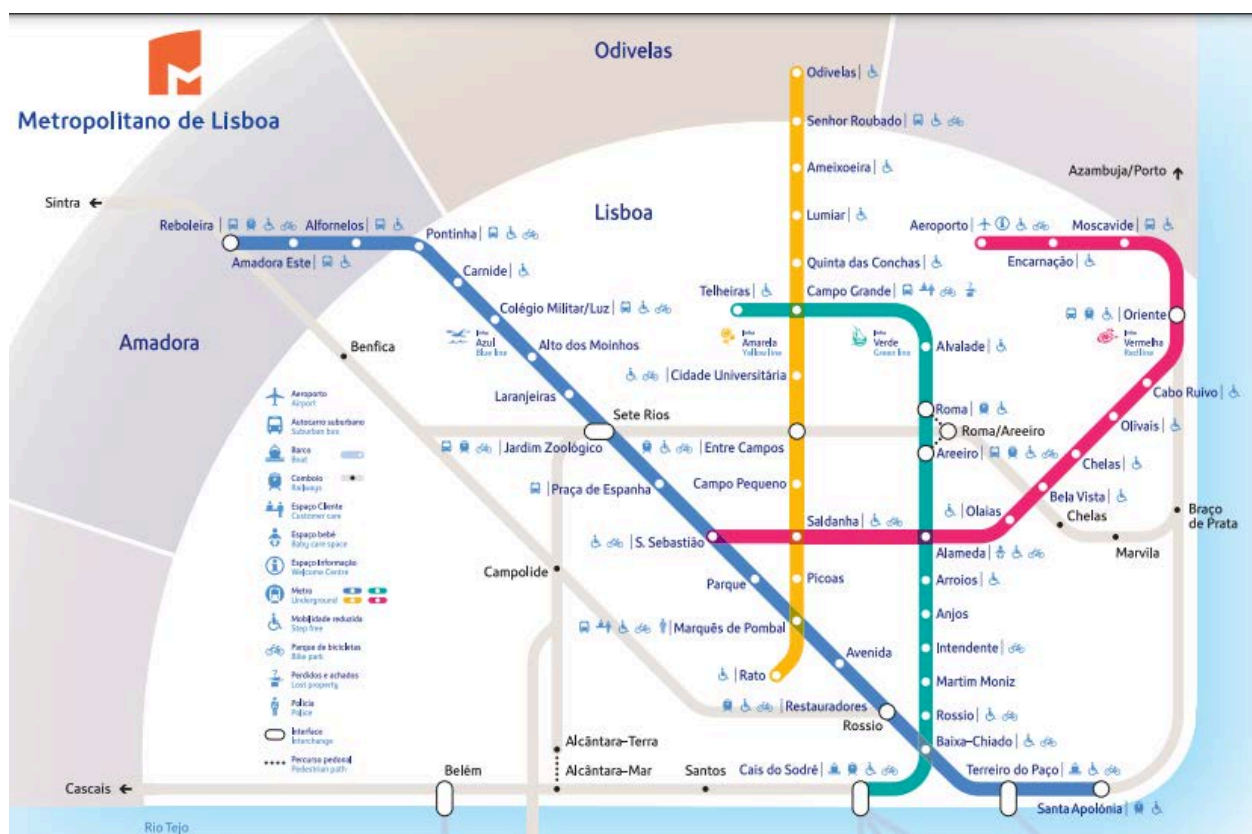 Metropolitano de Lisboa
Odivelas
Odivelas
Senhor Roubado
Ameixoeira
Lumiar
Quinta das Conchas
Campo Grande
Lisboa
Azambuja/Porto
Sintra
Reboleira
Alfornelos
Pontinha
Amadora Este
Carnide
Colégio Militar/Luz
Alto dos Moinhos
Laranjeiras
Amadora
Benfica
Telheiras
Aeroporto
Moscavide
Encarnação
Oriente
linha
Azul
Blue line
linha
Amarela
Yellow line
linha
Verde
Green line
linha
Vermelha
Red line
Alvalade
Cidade Universitária
Cabo Ruivo
Olivais
Roma
Roma/Areeiro
Areeiro
Sete Rios
Jardim Zoológico
Entre Campos
Chelas
Praça de Espanha
Campo Pequeno
Bela Vista
Olaias
Chelas
Braço
de Prata
Marvila
Saldanha
S. Sebastião
Alameda
Campolide
Parque
Picoas
Arroios
Anjos
Marquês de Pombal
Avenida
Intendente
Rato
Martim Moniz
Restauradores
Rossio
Rossio
Baixa-Chiado
Alcântara-Terra
Alcântara-Mar
Santos
Cais do Sodré
Terreiro do Paço
Santa Apolónia
Belém
Cascais
Rio Tejo
Aeroporto
Airport
Autocarro suburbano
Suburban bus
Barco
Boat
Comboio
Railways
Espaço Cliente
Customer care
Espaço bebé
Baby care space
Espaço Informação
Welcome Centre
Metro
Underground
Mobilidade reduzida
Step free
Parque de bicicletas
Bike park
Perdidos e achados
Lost property
Polícia
Police
Interface
Interchange
Percurso pedonal
Pedestrian path